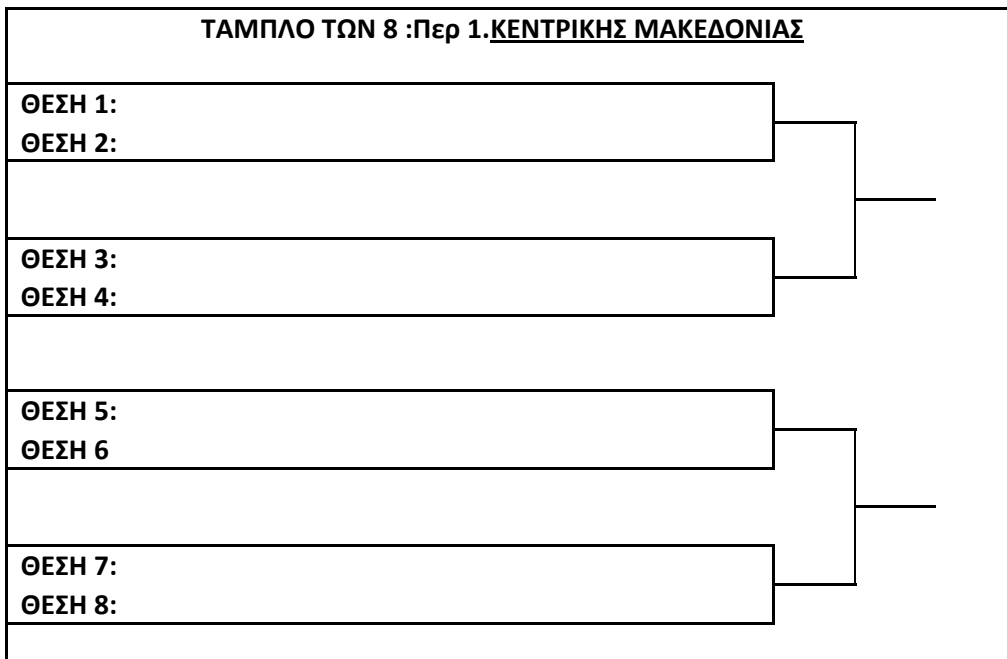 ΤΑΜΠΛΟ ΤΩΝ 8 :Περ 1.ΚΕΝΤΡΙΚΗΣ ΜΑΚΕΔΟΝΙΑΣ
ΘΕΣΗ 1:
ΘΕΣΗ 2:
ΘΕΣΗ 3:
ΘΕΣΗ 4:
ΘΕΣΗ 5:
ΘΕΣΗ 6
ΘΕΣΗ 7:
ΘΕΣΗ 8: